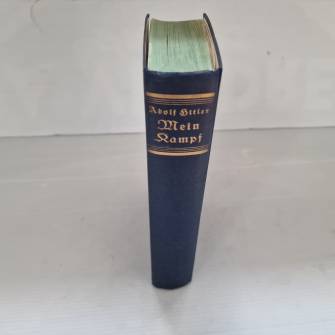 Adolf Hitler
Mein
Kampf